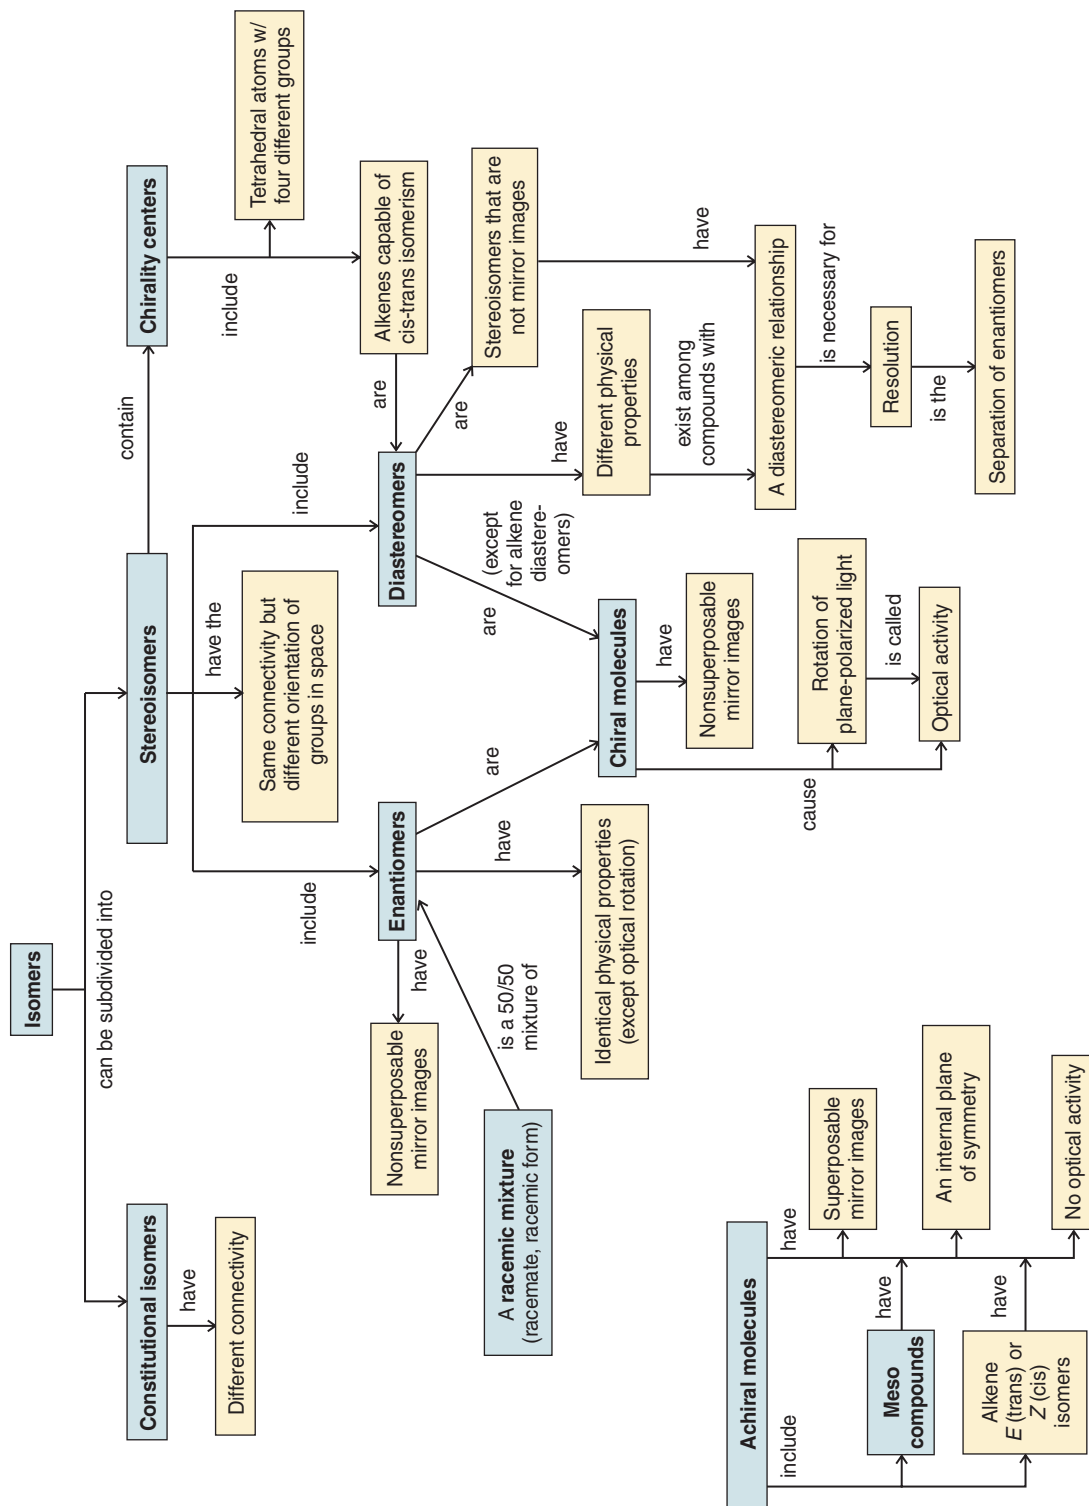 Isomers
can be subdivided into
Constitutional isomers
have
Different connectivity
Stereoisomers
contain
Chirality centers
include
Tetrahedral atoms w/
four different groups
Alkenes capable of
cis-trans isomerism
are
have the
Same connectivity but
different orientation of
groups in space
include
include
Enantiomers
have
Nonsuperposable
mirror images
is a 50/50
mixture of
A racemic mixture
(racemate, racemic form)
have
Identical physical properties
(except optical rotation)
are
Diastereomers
are
(except
for alkene
diastere-
omers)
Chiral molecules
have
Nonsuperposable
mirror images
cause
Rotation of
plane-polarized light
is called
Optical activity
have
Different physical
properties
exist among
compounds with
are
Stereoisomers that are
not mirror images
have
A diastereomeric relationship
is necessary for
Resolution
is the
Separation of enantiomers
Achiral molecules
include
Meso
compounds
have
Alkene
E (trans) or
Z (cis)
isomers
have
have
Superposable
mirror images
An internal plane
of symmetry
No optical activity